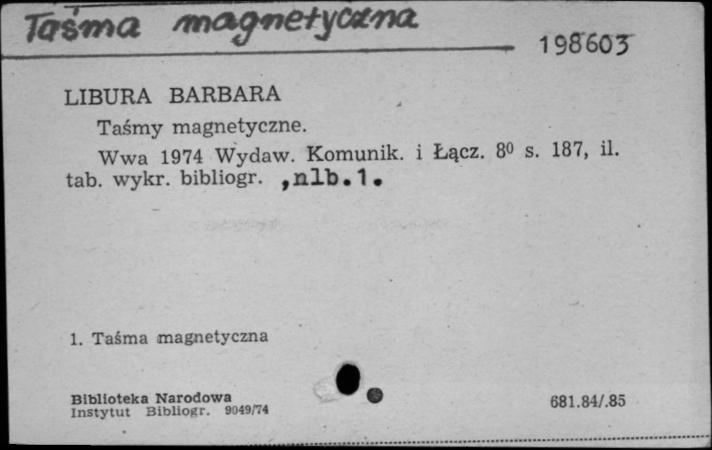 Taśma magnetyczna
198603
LIBURA BARBARA
Taśmy magnetyczne.
Wwa 1974 Wydaw. Komunik. i Łącz. 8⁰ s. 187, il.
tab. wykr. bibliogr. ,nlb.1.
1. Taśma magnetyczna
Biblioteka Narodowa
Instytut Bibliogr. 9049/74
681.84/.85